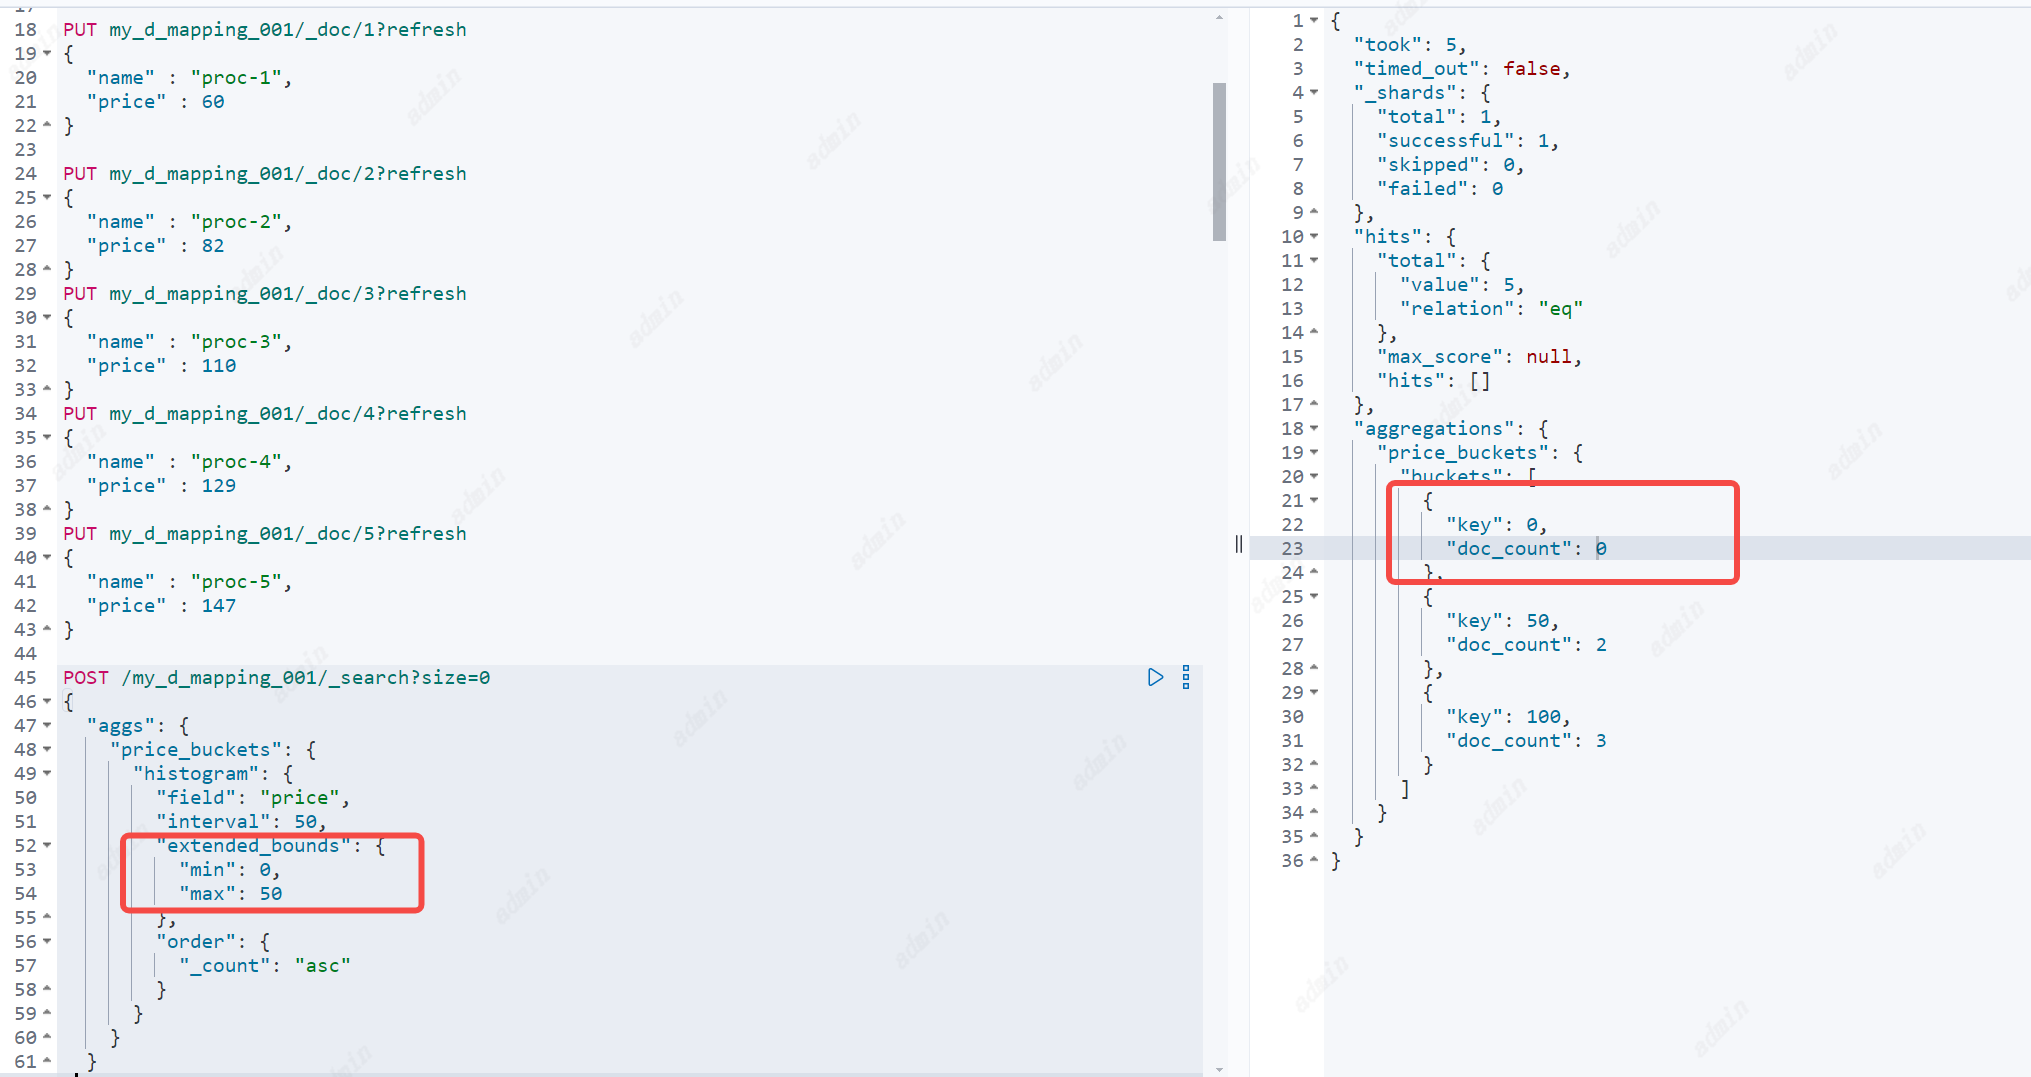 18 PUT my_d_mapping_001/_doc/1?refresh
19 {
20 "name" : "proc-1",
21 "price" : 60
22 }
23
24 PUT my_d_mapping_001/_doc/2?refresh
25 {
26 "name" : "proc-2",
27 "price" : 82
28 }
29 PUT my_d_mapping_001/_doc/3?refresh
30 {
31 "name" : "proc-3",
32 "price" : 110
33 }
34 PUT my_d_mapping_001/_doc/4?refresh
35 {
36 "name" : "proc-4",
37 "price" : 129
38 }
39 PUT my_d_mapping_001/_doc/5?refresh
40 {
41 "name" : "proc-5",
42 "price" : 147
43 }
44
45 POST /my_d_mapping_001/_search?size=0
46 {
47 "aggs": {
48 "price_buckets": {
49 "histogram": {
50 "field": "price",
51 "interval": 50,
52 "extended_bounds": {
53 "min": 0,
54 "max": 50
55 },
56 "order": {
57 "_count": "asc"
58 }
59 }
60 }
61 }
1 {
2 "took": 5,
3 "timed_out": false,
4 "_shards": {
5 "total": 1,
6 "successful": 1,
7 "skipped": 0,
8 "failed": 0
9 },
10 "hits": {
11 "total": {
12 "value": 5,
13 "relation": "eq"
14 },
15 "max_score": null,
16 "hits": []
17 },
18 "aggregations": {
19 "price_buckets": {
20 "buckets": [
21 {
22 "key": 0,
23 "doc_count": 0
24 },
25 {
26 "key": 50,
27 "doc_count": 2
28 },
29 {
30 "key": 100,
31 "doc_count": 3
32 }
33 ]
34 }
35 }
36 }
admin